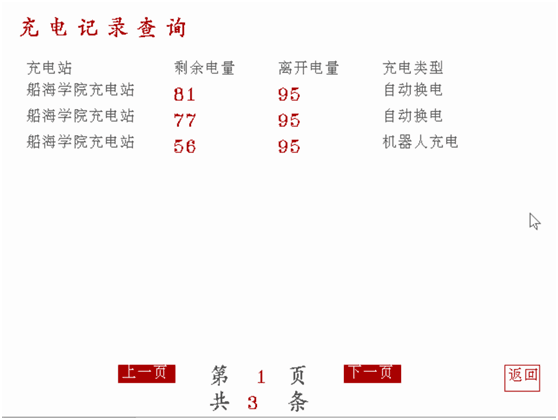 充电记录查询
充电站 剩余电量 离开电量 充电类型
船海学院充电站 81 95 自动换电
船海学院充电站 77 95 自动换电
船海学院充电站 56 95 机器人充电
上一页 第 1 页 下一页 返回
共 3 条